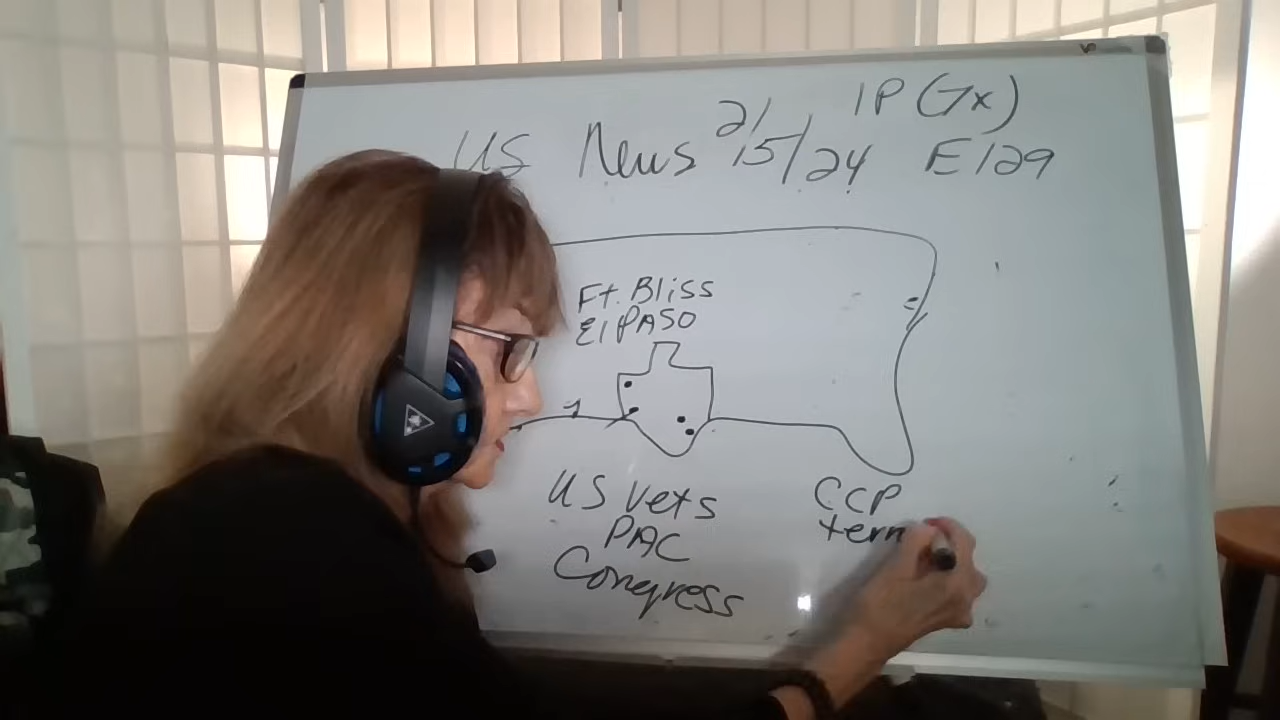 2/ 1P (7x)
US News 15/24 E129
Ft. Bliss
El PASO
US vets
PAC
Congress
CCP